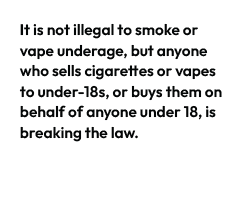 It is not illegal to smoke or
vape underage, but anyone
who sells cigarettes or vapes
to under-18s, or buys them on
behalf of anyone under 18, is
breaking the law.